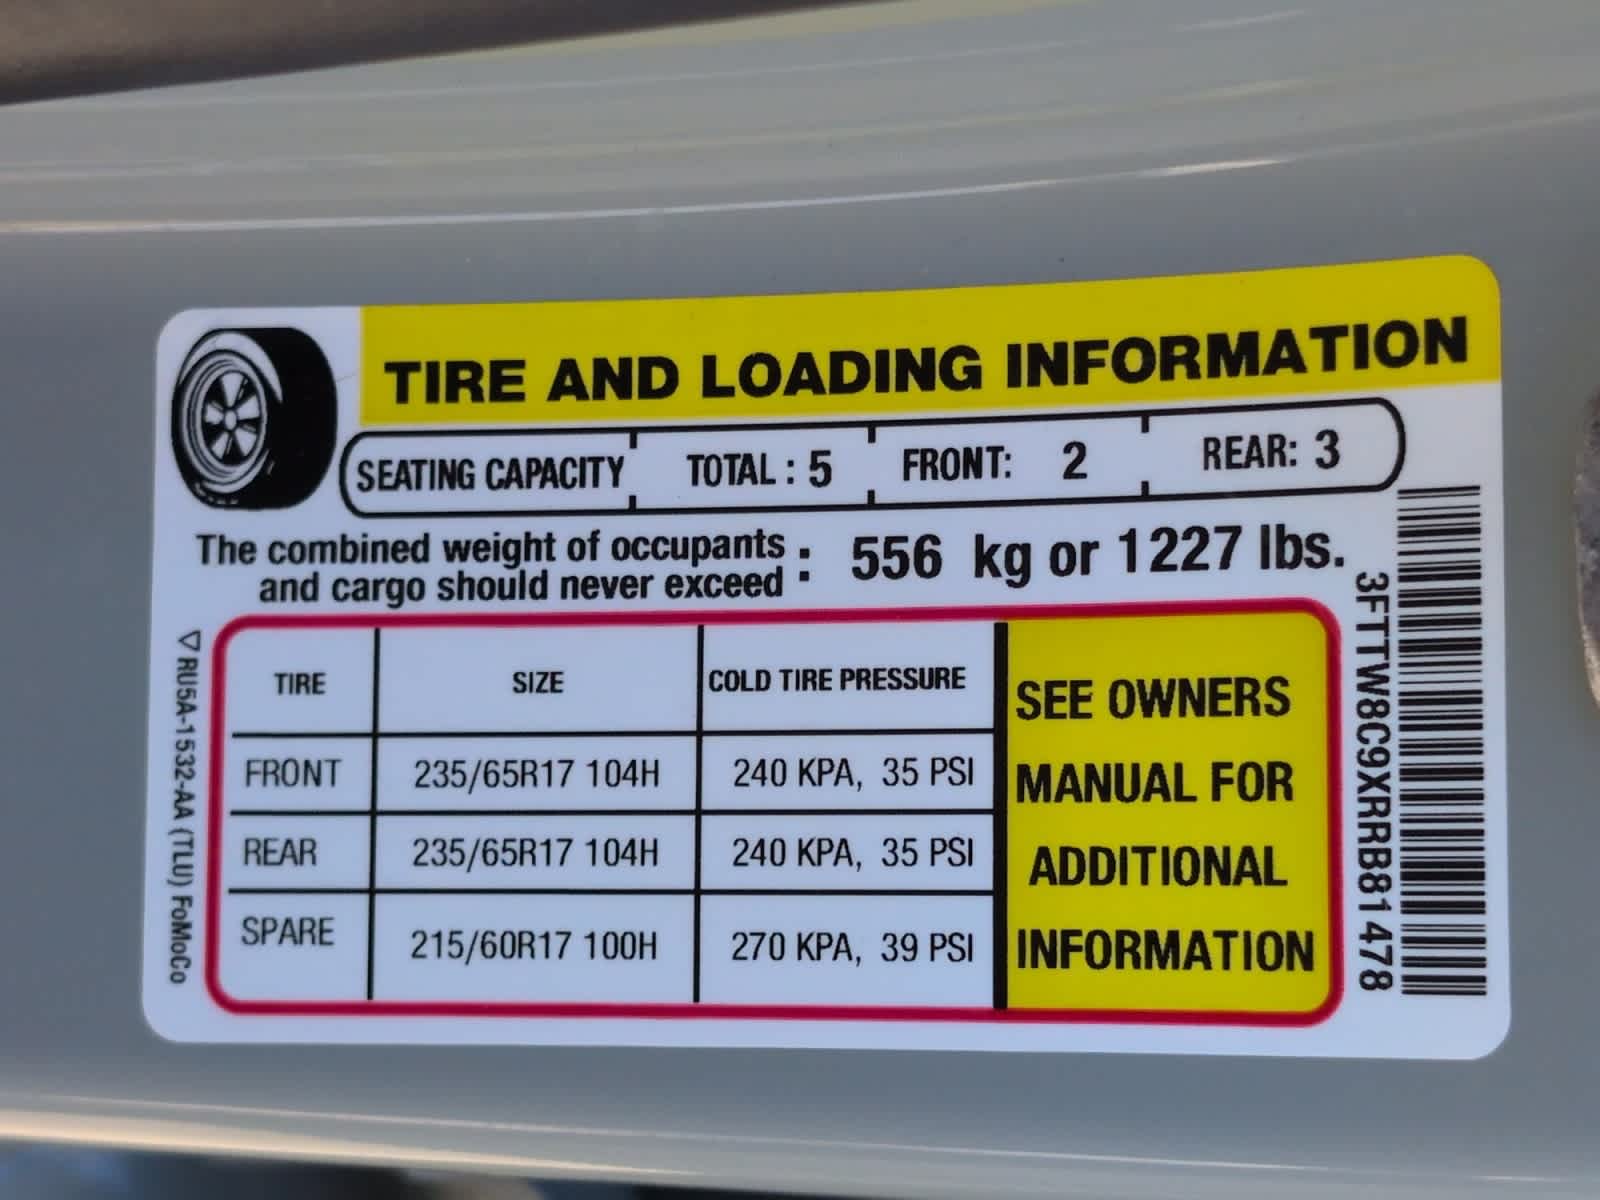 TIRE AND LOADING INFORMATION
SEATING CAPACITY TOTAL : 5 FRONT: 2 REAR: 3
The combined weight of occupants
and cargo should never exceed : 556 kg or 1227 lbs.
TIRE SIZE COLD TIRE PRESSURE
FRONT 235/65R17 104H 240 KPA, 35 PSI
REAR 235/65R17 104H 240 KPA, 35 PSI
SPARE 215/60R17 100H 270 KPA, 39 PSI
SEE OWNERS
MANUAL FOR
ADDITIONAL
INFORMATION
RU5A-1532-AA (TLU) FoMoCo
3FTTW8C9XRRB81478